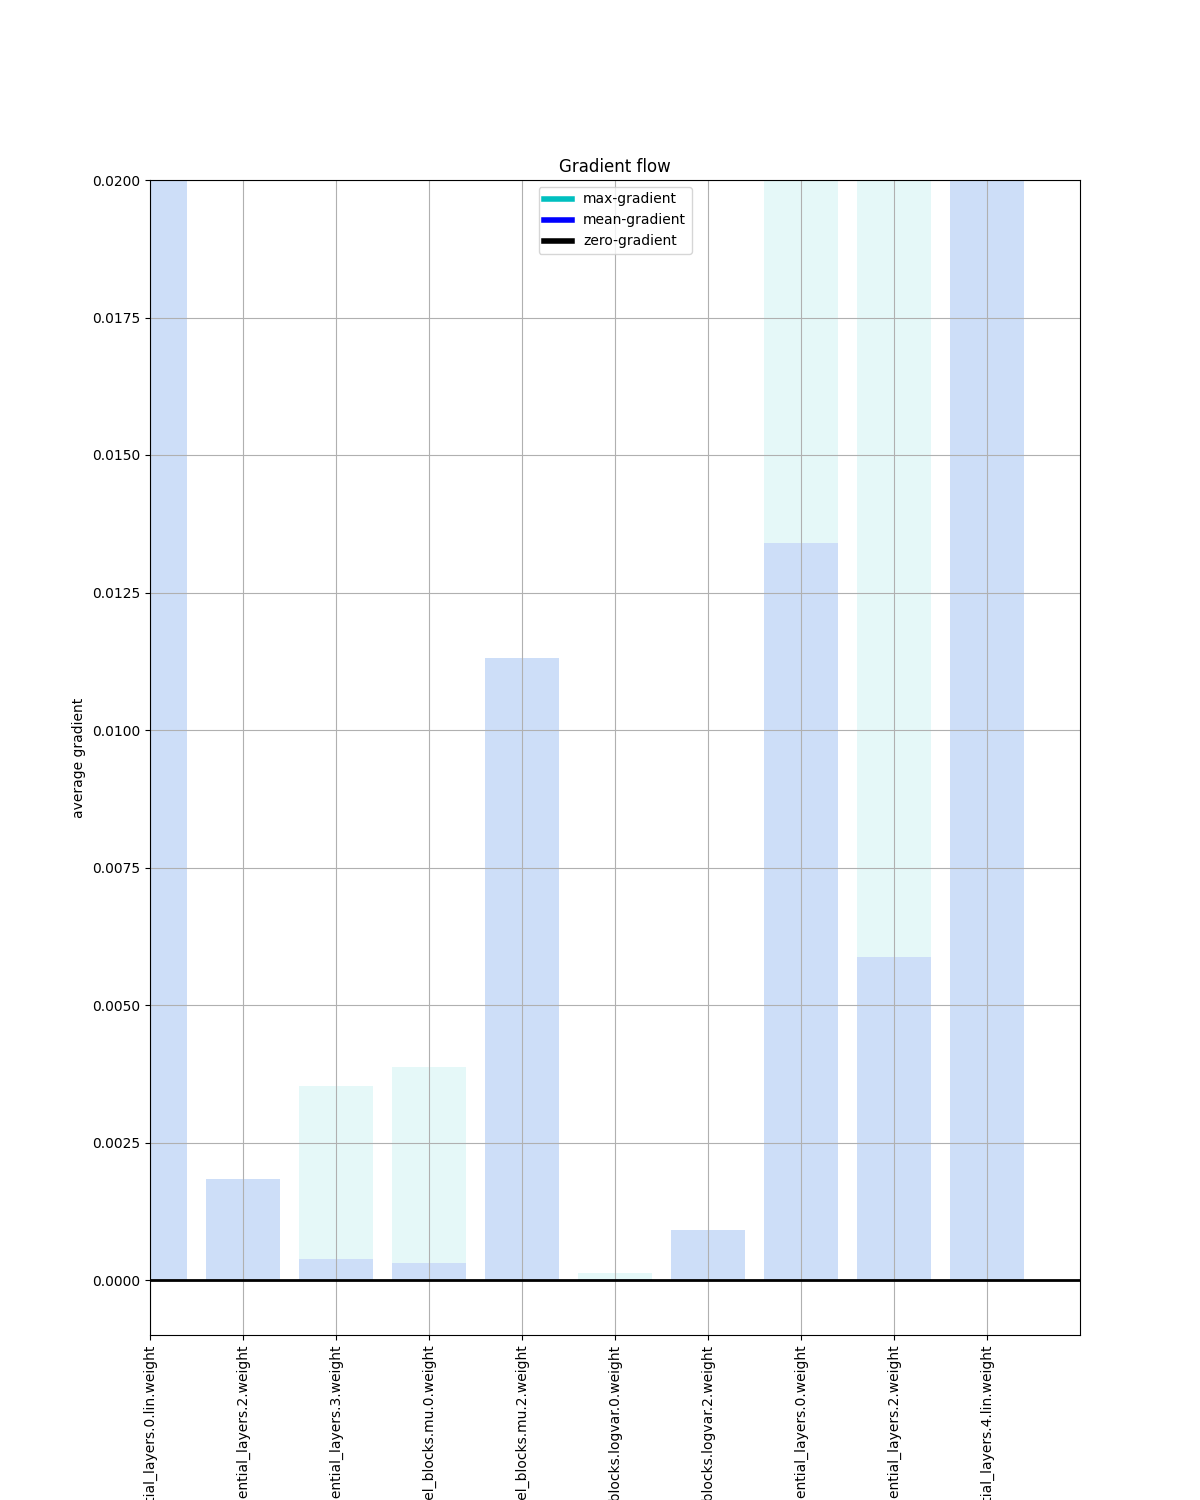 Gradient flow
max-gradient
mean-gradient
zero-gradient
0.0200
0.0175
0.0150
0.0125
0.0100
0.0075
0.0050
0.0025
0.0000
average gradient
tial_layers.0.lin.weight
ential_layers.2.weight
ential_layers.3.weight
el_blocks.mu.0.weight
el_blocks.mu.2.weight
blocks.logvar.0.weight
blocks.logvar.2.weight
ential_layers.0.weight
ential_layers.2.weight
tial_layers.4.lin.weight